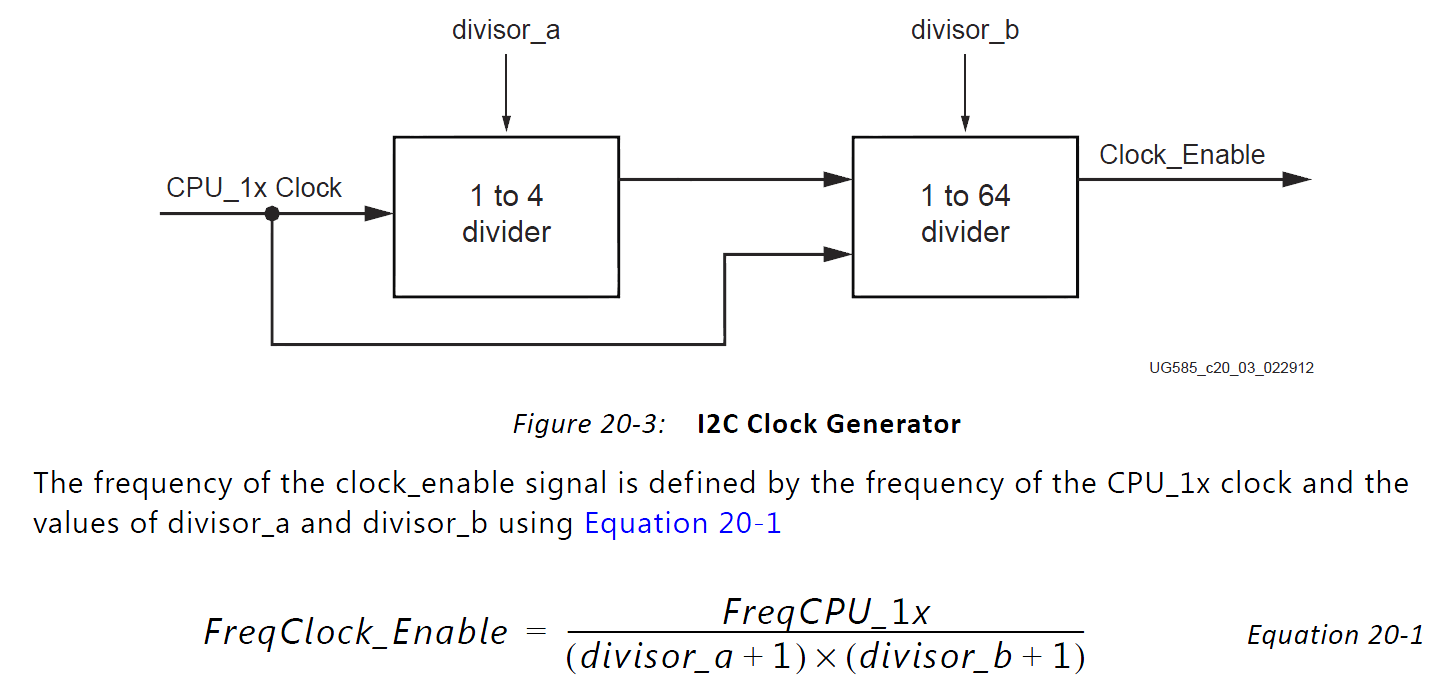 divisor_a divisor_b
CPU_1x Clock
1 to 4
divider
1 to 64
divider
Clock_Enable
UG585_c20_03_022912
Figure 20-3: I2C Clock Generator
The frequency of the clock_enable signal is defined by the frequency of the CPU_1x clock and the
values of divisor_a and divisor_b using Equation 20-1
FreqClock_Enable = FreqCPU_1x / (divisor_a + 1) × (divisor_b + 1) Equation 20-1